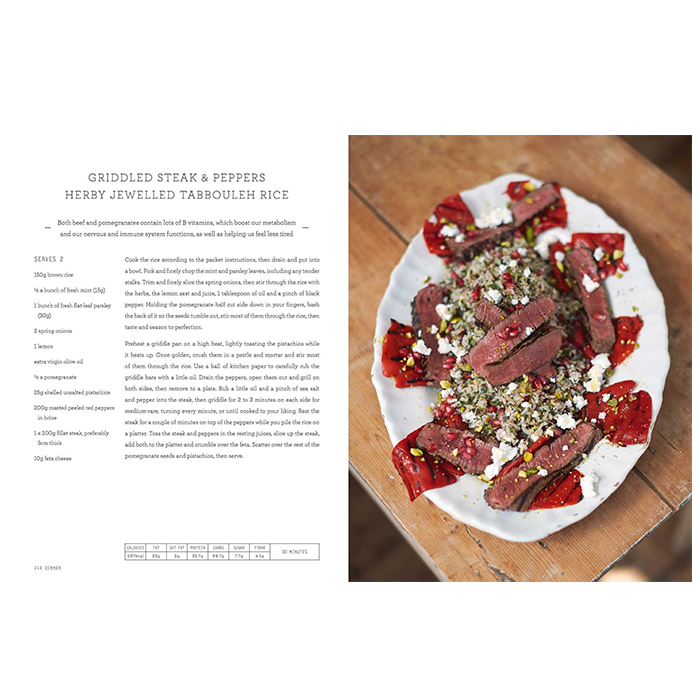 GRIDDLED STEAK & PEPPERS
HERBY JEWELLED TABBOULEH RICE
Both beef and pomegranates contain lots of B vitamins, which boost our metabolism
and our nervous and immune system functions, as well as helping us feel less tired
SERVES 2
150g brown rice
½ a bunch of fresh mint (15g)
1 bunch of fresh flat-leaf parsley
(30g)
2 spring onions
1 lemon
extra virgin olive oil
½ a pomegranate
25g shelled unsalted pistachios
200g roasted peeled red peppers
in brine
1 x 200g fillet steak, preferably
3cm thick
10g feta cheese
Cook the rice according to the packet instructions, then drain and put into
a bowl. Pick and finely chop the mint and parsley leaves, including any tender
stalks. Trim and finely slice the spring onions, then stir through the rice with
the herbs, the lemon zest and juice, 1 tablespoon of oil and a pinch of black
pepper. Holding the pomegranate half cut side down in your fingers, bash
the back of it so the seeds tumble out, stir most of them through the rice, then
taste and season to perfection.
Preheat a griddle pan on a high heat, lightly toasting the pistachios while
it heats up. Once golden, crush them in a pestle and mortar and stir most
of them through the rice. Use a ball of kitchen paper to carefully rub the
griddle bars with a little oil. Drain the peppers, open them out and grill on
both sides, then remove to a plate. Rub a little oil and a pinch of sea salt
and pepper into the steak, then griddle for 2 to 3 minutes on each side for
medium-rare, turning every minute, or until cooked to your liking. Rest the
steak for a couple of minutes on top of the peppers while you pile the rice on
a platter. Toss the steak and peppers in the resting juices, slice up the steak,
add both to the platter and crumble over the feta. Scatter over the rest of the
pomegranate seeds and pistachios, then serve.
CALORIES FAT SAT FAT PROTEIN CARBS SUGAR FIBRE 30 MINUTES
DINNER